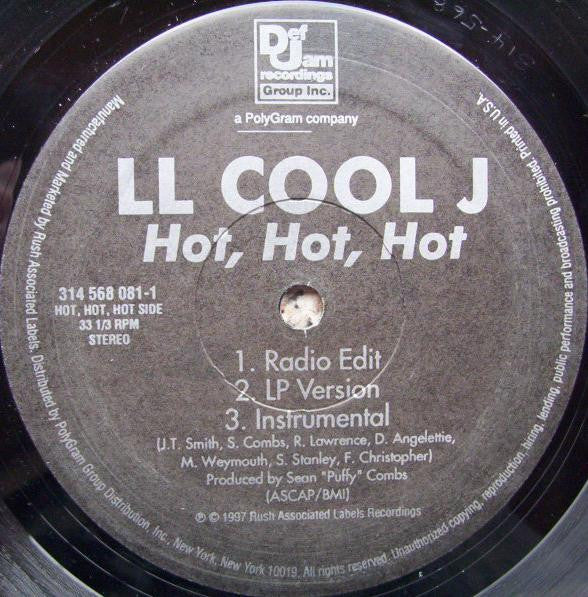 Def
Jam
recordings
Group Inc.
a PolyGram company
LL COOL J
Hot, Hot, Hot
314 568 081-1
HOT, HOT, HOT SIDE
33 1/3 RPM
STEREO
1. Radio Edit
2. LP Version
3. Instrumental
(J.T. Smith, S. Combs, R. Lawrence, D. Angelettie,
M. Weymouth, S. Stanley, F. Christopher)
Produced by Sean "Puffy" Combs
(ASCAP/BMI)
℗ © 1997 Rush Associated Labels Recordings
Manufactured and Marketed by Rush Associated Labels. Distributed by PolyGram Group Distribution, Inc., New York, New York 10019. All rights reserved. Unauthorized copying, reproduction, hiring, lending, public performance and broadcasting prohibited. Printed in U.S.A.